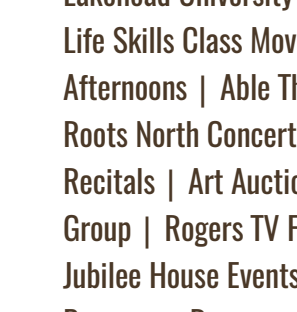 Lakehead University
Life Skills Class Mov
Afternoons | Able Th
Roots North Concert
Recitals | Art Auctio
Group | Rogers TV F
Jubilee House Events